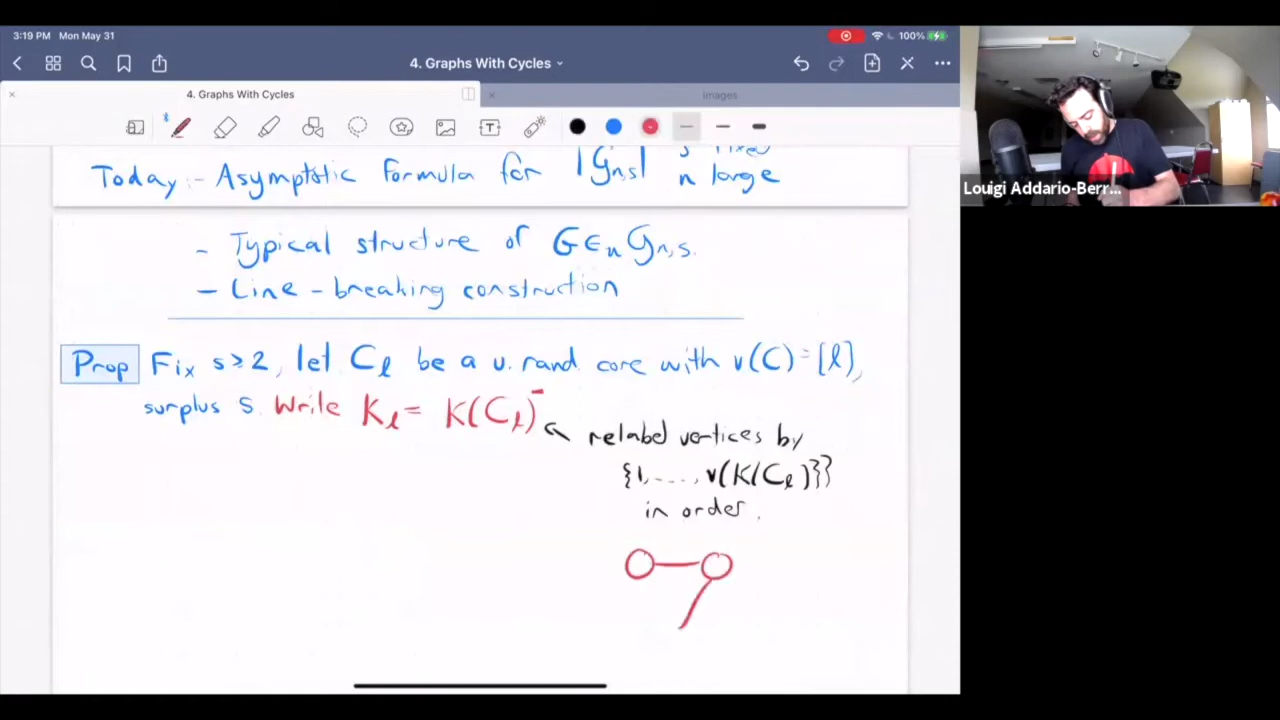 3:19 PM Mon May 31
100%
4. Graphs With Cycles
4. Graphs With Cycles
images
Today:- Asymptotic Formula for |G_{n,s}| s fixed
n large
- Typical structure of G ∈_u G_{n,s}.
- Line-breaking construction
Prop Fix s≥2, let C_l be a u. rand. core with v(C)=[l],
surplus s. Write K_l = K(C_l)^-
relabel vertices by
{1,...., v(K(C_l))}
in order.
Louigi Addario-Berr...